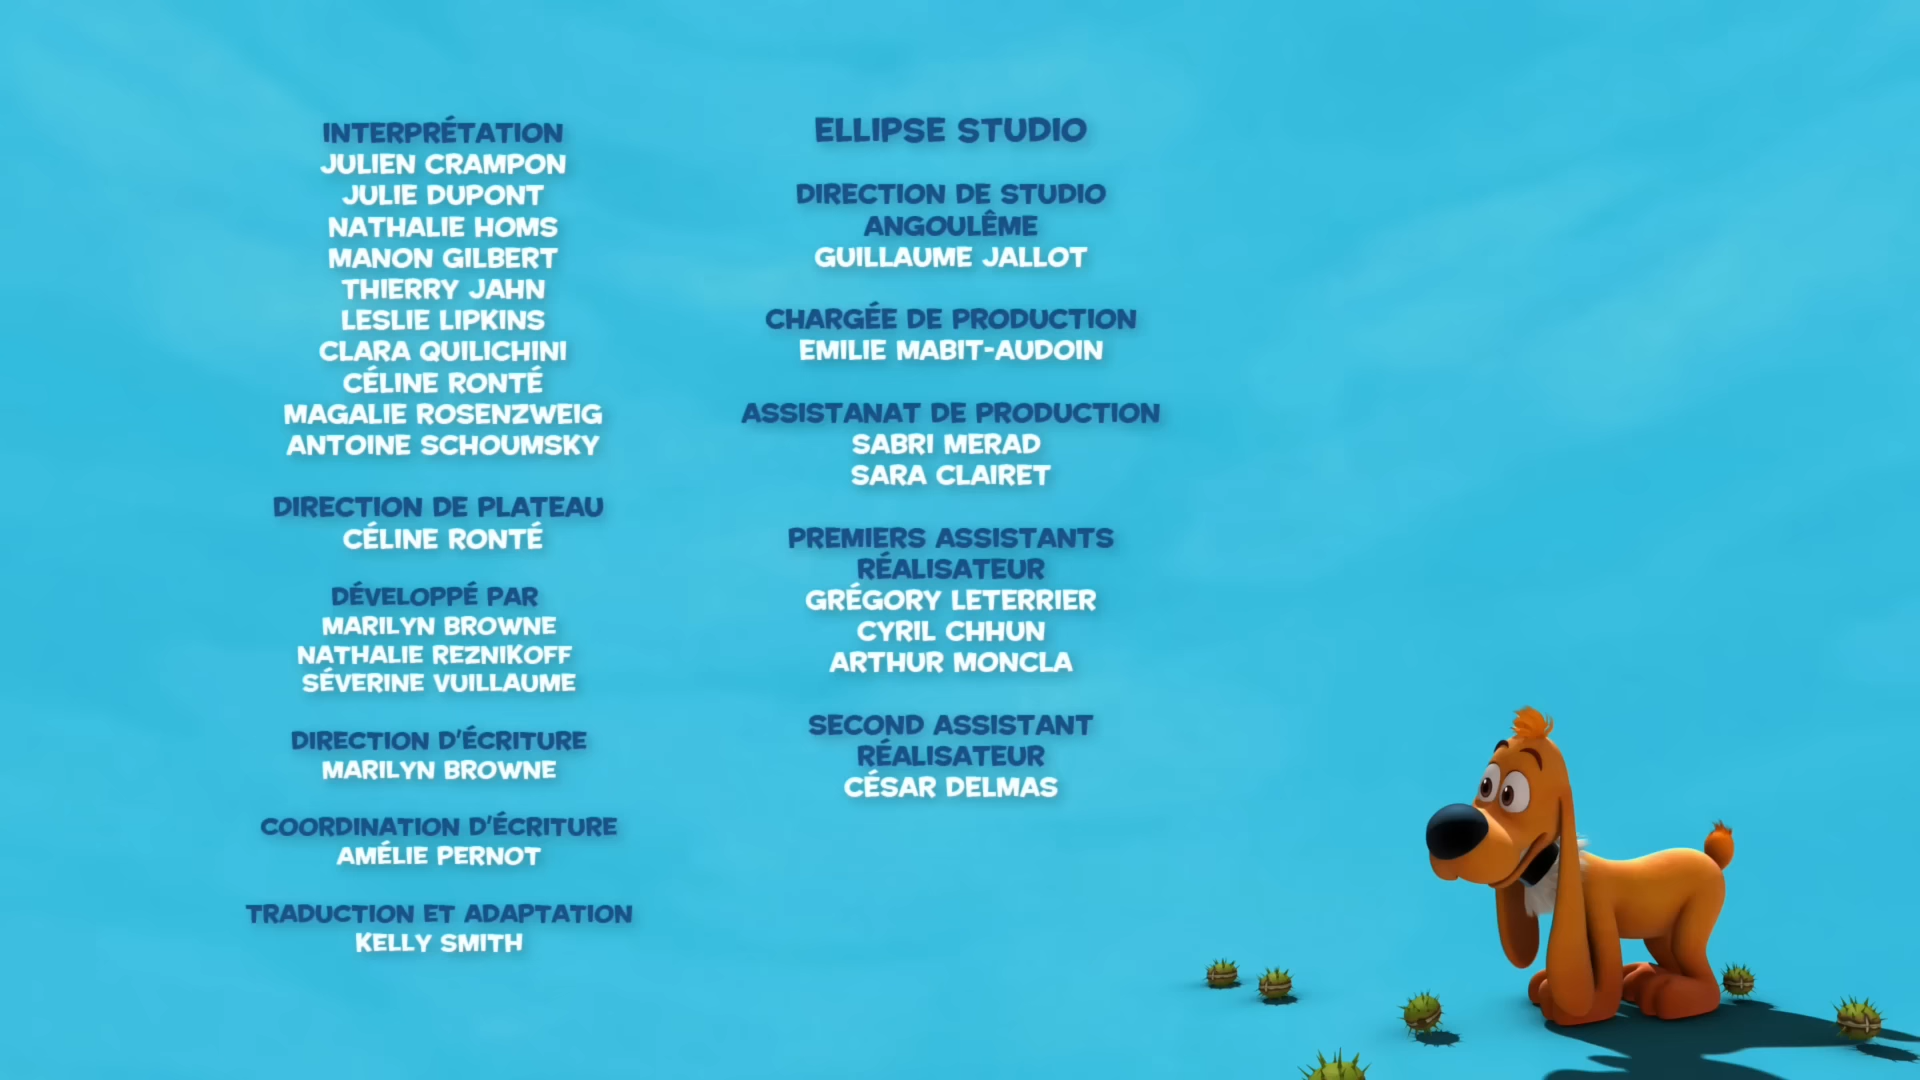 INTERPRÉTATION
JULIEN CRAMPON
JULIE DUPONT
NATHALIE HOMS
MANON GILBERT
THIERRY JAHN
LESLIE LIPKINS
CLARA QUILICHINI
CÉLINE RONTÉ
MAGALIE ROSENZWEIG
ANTOINE SCHOUMSKY
DIRECTION DE PLATEAU
CÉLINE RONTÉ
DÉVELOPPÉ PAR
MARILYN BROWNE
NATHALIE REZNIKOFF
SÉVERINE VUILLAUME
DIRECTION D'ÉCRITURE
MARILYN BROWNE
COORDINATION D'ÉCRITURE
AMÉLIE PERNOT
TRADUCTION ET ADAPTATION
KELLY SMITH
ELLIPSE STUDIO
DIRECTION DE STUDIO
ANGOULÊME
GUILLAUME JALLOT
CHARGÉE DE PRODUCTION
EMILIE MABIT-AUDOIN
ASSISTANAT DE PRODUCTION
SABRI MERAD
SARA CLAIRET
PREMIERS ASSISTANTS
RÉALISATEUR
GRÉGORY LETERRIER
CYRIL CHHUN
ARTHUR MONCLA
SECOND ASSISTANT
RÉALISATEUR
CÉSAR DELMAS